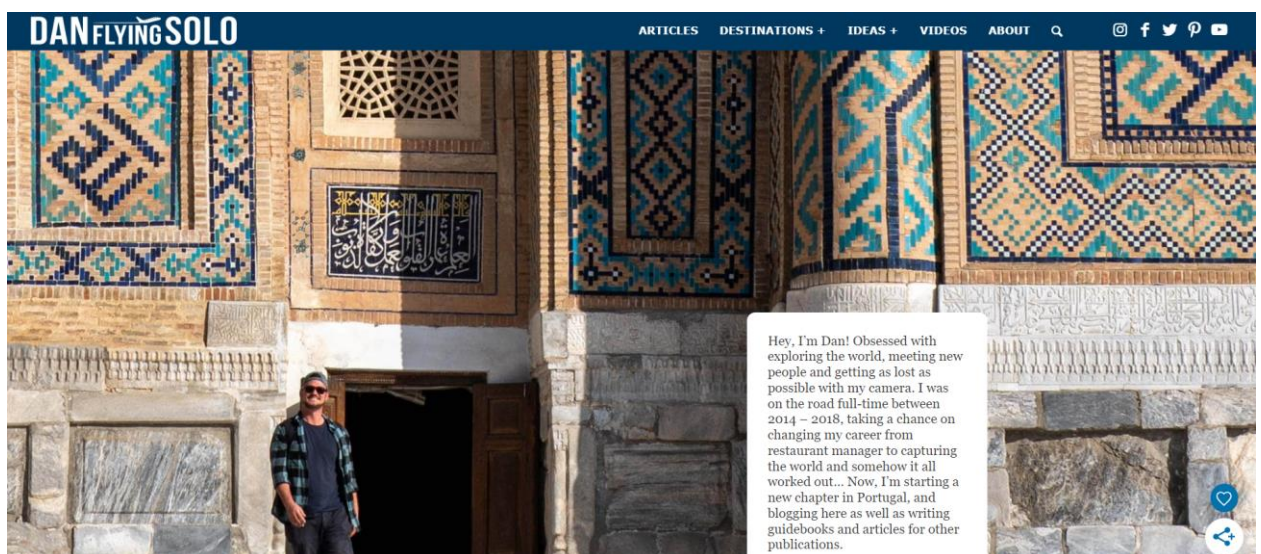 DAN FLYING SOLO
ARTICLES DESTINATIONS + IDEAS + VIDEOS ABOUT
Hey, I'm Dan! Obsessed with
exploring the world, meeting new
people and getting as lost as
possible with my camera. I was
on the road full-time between
2014 – 2018, taking a chance on
changing my career from
restaurant manager to capturing
the world and somehow it all
worked out... Now, I'm starting a
new chapter in Portugal, and
blogging here as well as writing
guidebooks and articles for other
publications.